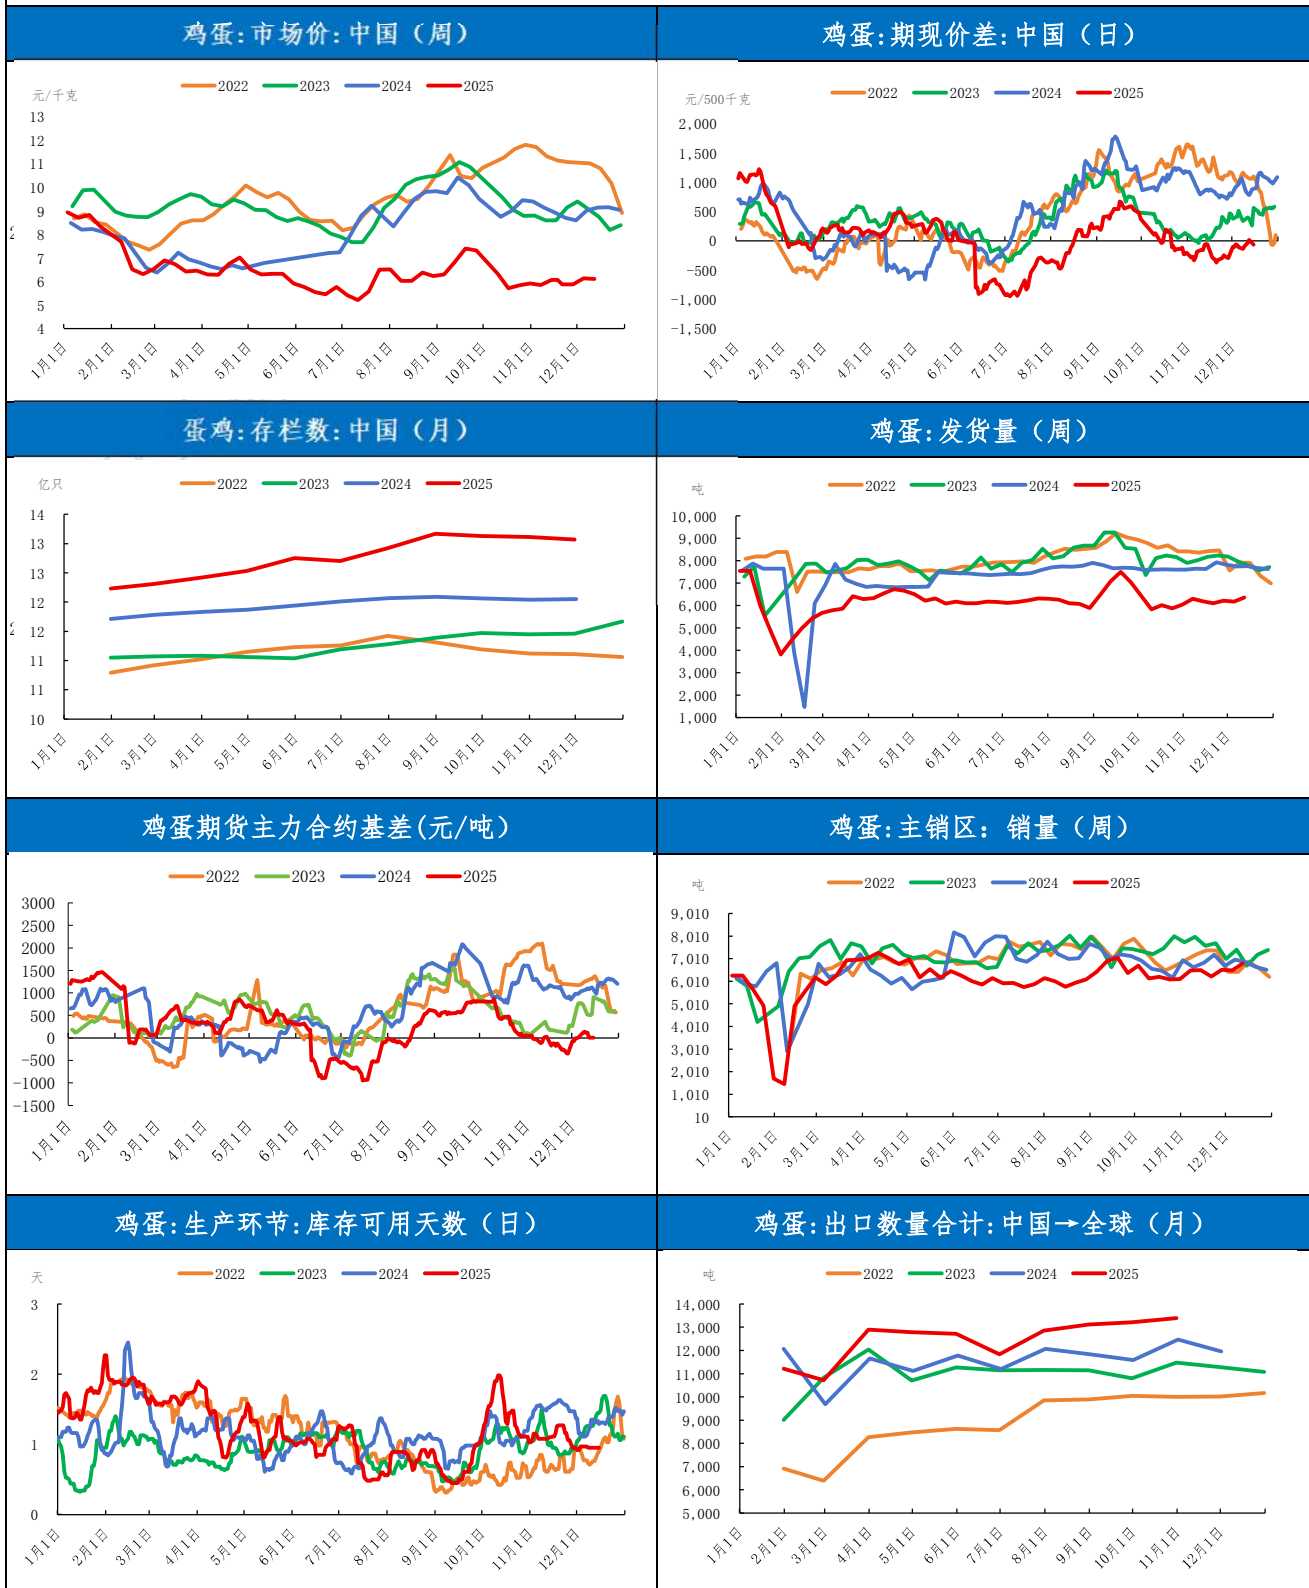 鸡蛋:市场价:中国（周）
元/千克
2022 2023 2024 2025
13
12
11
10
9
8
7
6
5
4
1月1日 2月1日 3月1日 4月1日 5月1日 6月1日 7月1日 8月1日 9月1日 10月1日 11月1日 12月1日
鸡蛋:期现价差:中国（日）
元/500千克
2022 2023 2024 2025
2,000
1,500
1,000
500
0
-500
-1,000
-1,500
1月1日 2月1日 3月1日 4月1日 5月1日 6月1日 7月1日 8月1日 9月1日 10月1日 11月1日 12月1日
蛋鸡:存栏数:中国（月）
亿只
2022 2023 2024 2025
14
13
13
12
12
11
11
10
1月1日 2月1日 3月1日 4月1日 5月1日 6月1日 7月1日 8月1日 9月1日 10月1日 11月1日 12月1日
鸡蛋:发货量（周）
吨
2022 2023 2024 2025
10,000
9,000
8,000
7,000
6,000
5,000
4,000
3,000
2,000
1,000
1月1日 2月1日 3月1日 4月1日 5月1日 6月1日 7月1日 8月1日 9月1日 10月1日 11月1日 12月1日
鸡蛋期货主力合约基差(元/吨)
2022 2023 2024 2025
3000
2500
2000
1500
1000
500
0
-500
-1000
-1500
1月1日 2月1日 3月1日 4月1日 5月1日 6月1日 7月1日 8月1日 9月1日 10月1日 11月1日 12月1日
鸡蛋:主销区：销量（周）
吨
2022 2023 2024 2025
9,010
8,010
7,010
6,010
5,010
4,010
3,010
2,010
1,010
10
1月1日 2月1日 3月1日 4月1日 5月1日 6月1日 7月1日 8月1日 9月1日 10月1日 11月1日 12月1日
鸡蛋:生产环节:库存可用天数（日）
天
2022 2023 2024 2025
3
2
1
0
1月1日 2月1日 3月1日 4月1日 5月1日 6月1日 7月1日 8月1日 9月1日 10月1日 11月1日 12月1日
鸡蛋:出口数量合计:中国→全球（月）
吨
2022 2023 2024 2025
14,000
13,000
12,000
11,000
10,000
9,000
8,000
7,000
6,000
5,000
1月1日 2月1日 3月1日 4月1日 5月1日 6月1日 7月1日 8月1日 9月1日 10月1日 11月1日 12月1日